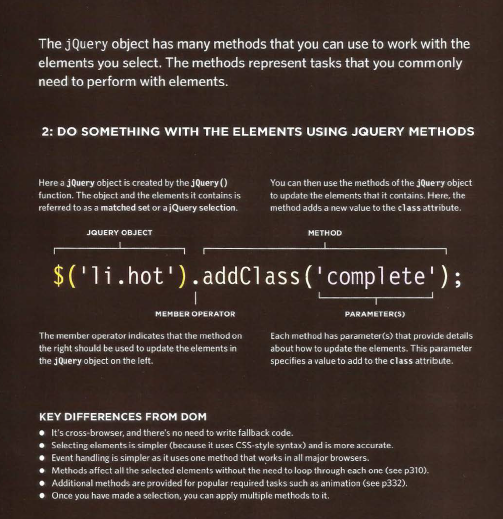 The jQuery object has many methods that you can use to work with the
elements you select. The methods represent tasks that you commonly
need to perform with elements.
2: DO SOMETHING WITH THE ELEMENTS USING JQUERY METHODS
Here a jQuery object is created by the jQuery()
function. The object and the elements it contains is
referred to as a matched set or a jQuery selection.
You can then use the methods of the jQuery object
to update the elements that it contains. Here, the
method adds a new value to the class attribute.
JQUERY OBJECT
METHOD
$('li.hot').addClass('complete');
MEMBER OPERATOR
PARAMETER(S)
The member operator indicates that the method on
the right should be used to update the elements in
the jQuery object on the left.
Each method has parameter(s) that provide details
about how to update the elements. This parameter
specifies a value to add to the class attribute.
KEY DIFFERENCES FROM DOM
● It's cross-browser, and there's no need to write fallback code.
● Selecting elements is simpler (because it uses CSS-style syntax) and is more accurate.
● Event handling is simpler as it uses one method that works in all major browsers.
● Methods affect all the selected elements without the need to loop through each one (see p310).
● Additional methods are provided for popular required tasks such as animation (see p332).
● Once you have made a selection, you can apply multiple methods to it.